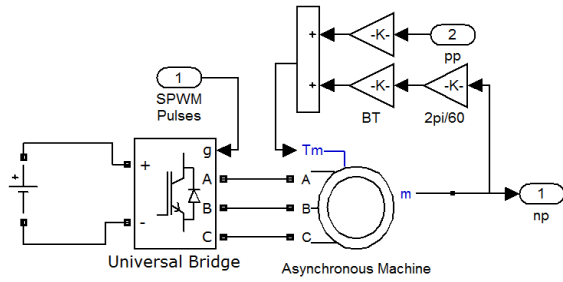 +
-K-
2
pp
+
-K-
-K-
BT
2pi/60
1
SPWM
Pulses
g
Tm
+
+
A
A
m
1
B
B
np
-
C
C
Universal Bridge
Asynchronous Machine